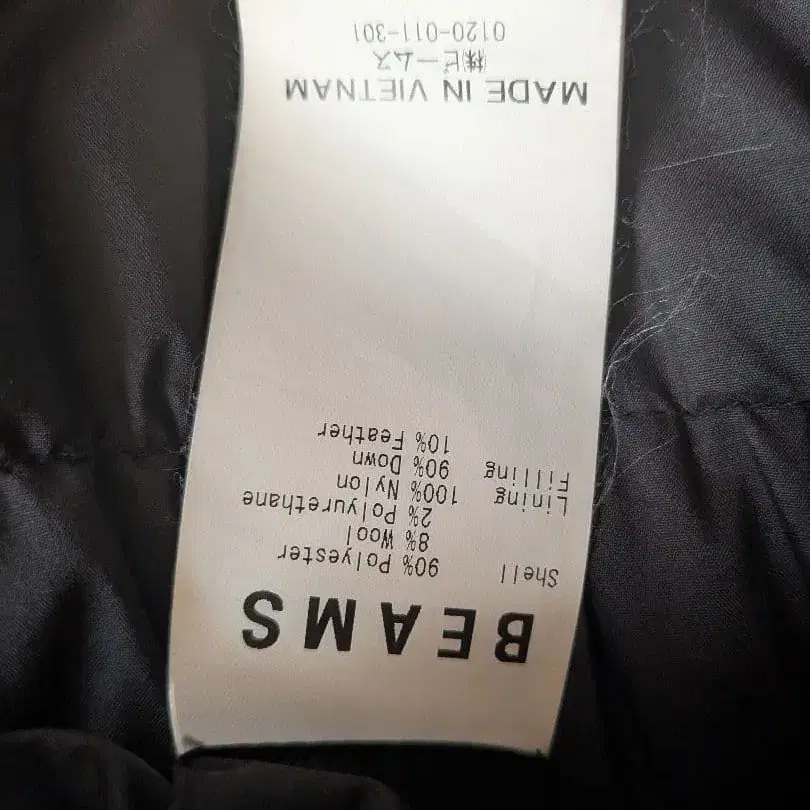 BEAMS
Shell 90% Polyester
8% Wool
2% Polyurethane
Lining 100% Nylon
Filling 90% Down
10% Feather
MADE IN VIETNAM
㈱ビームス
0120-011-301